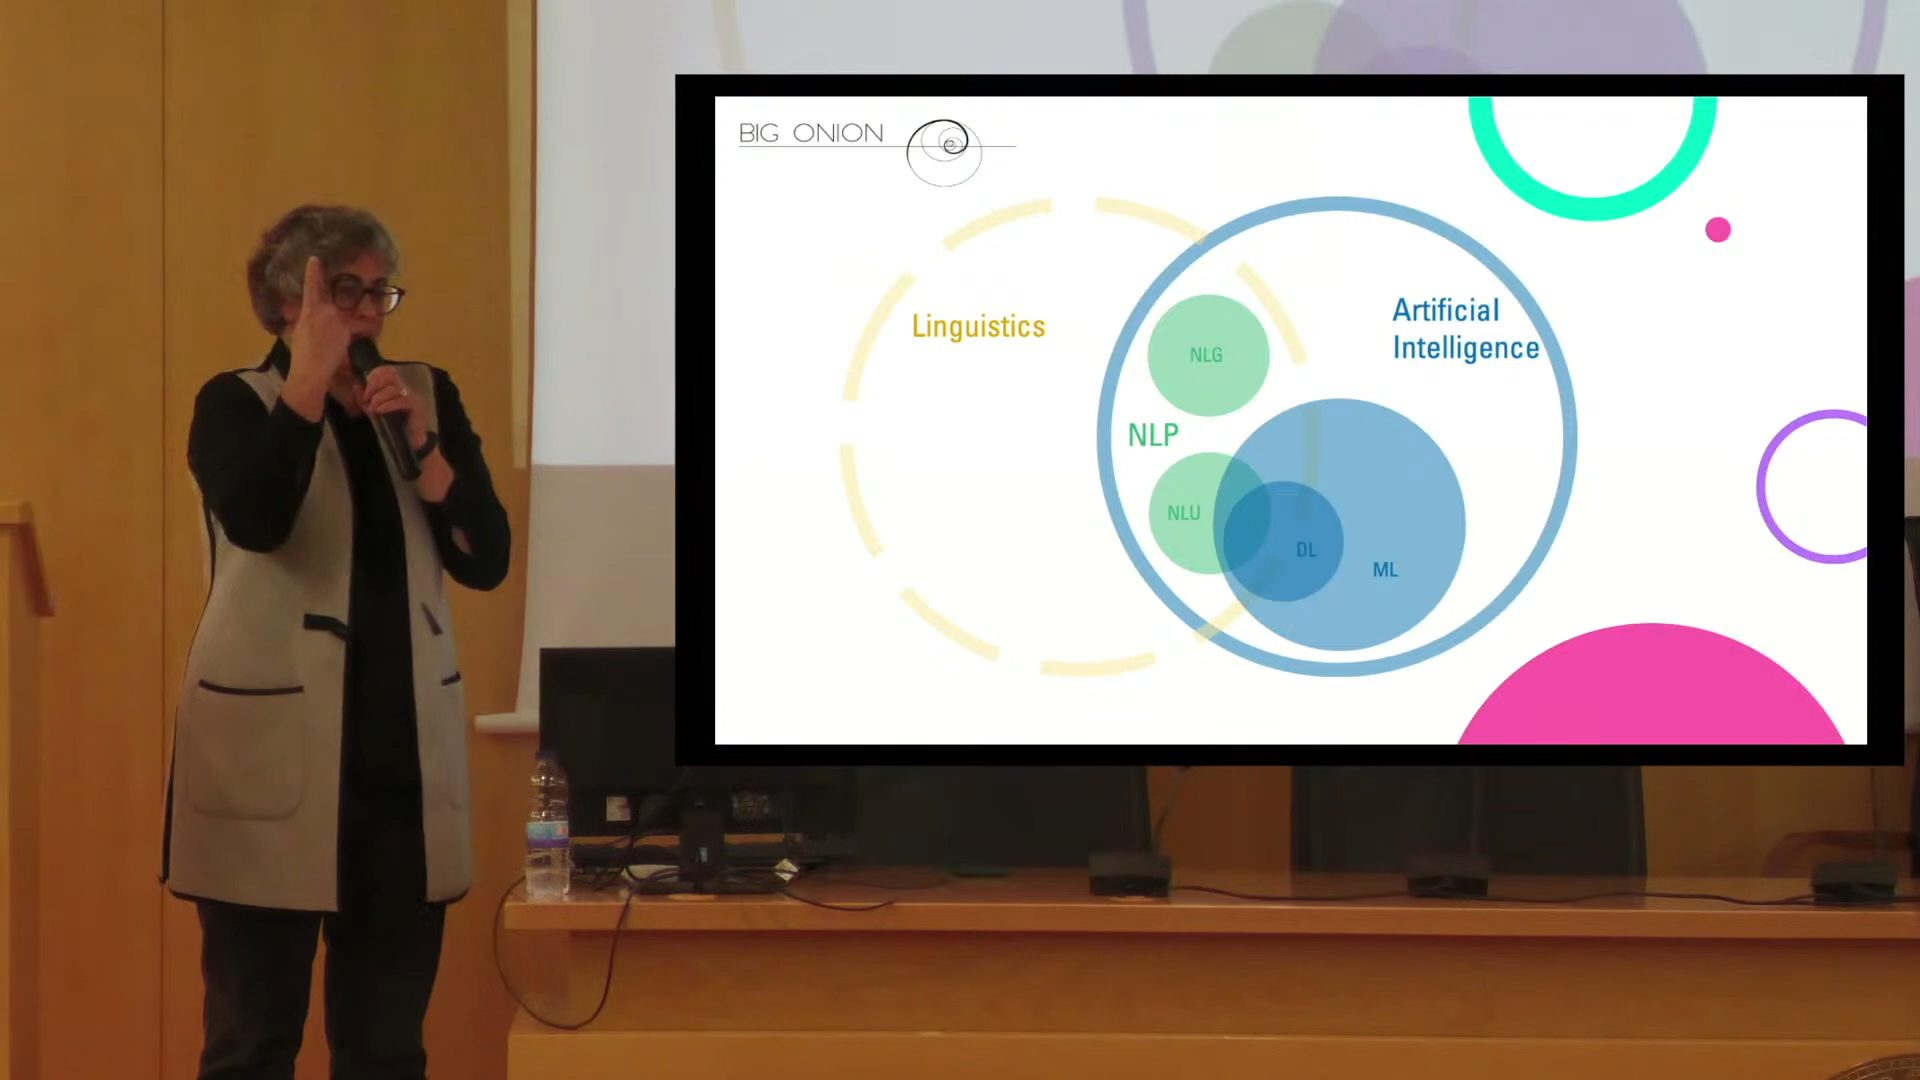 BIG ONION
Linguistics
Artificial
Intelligence
NLG
NLP
NLU
DL
ML